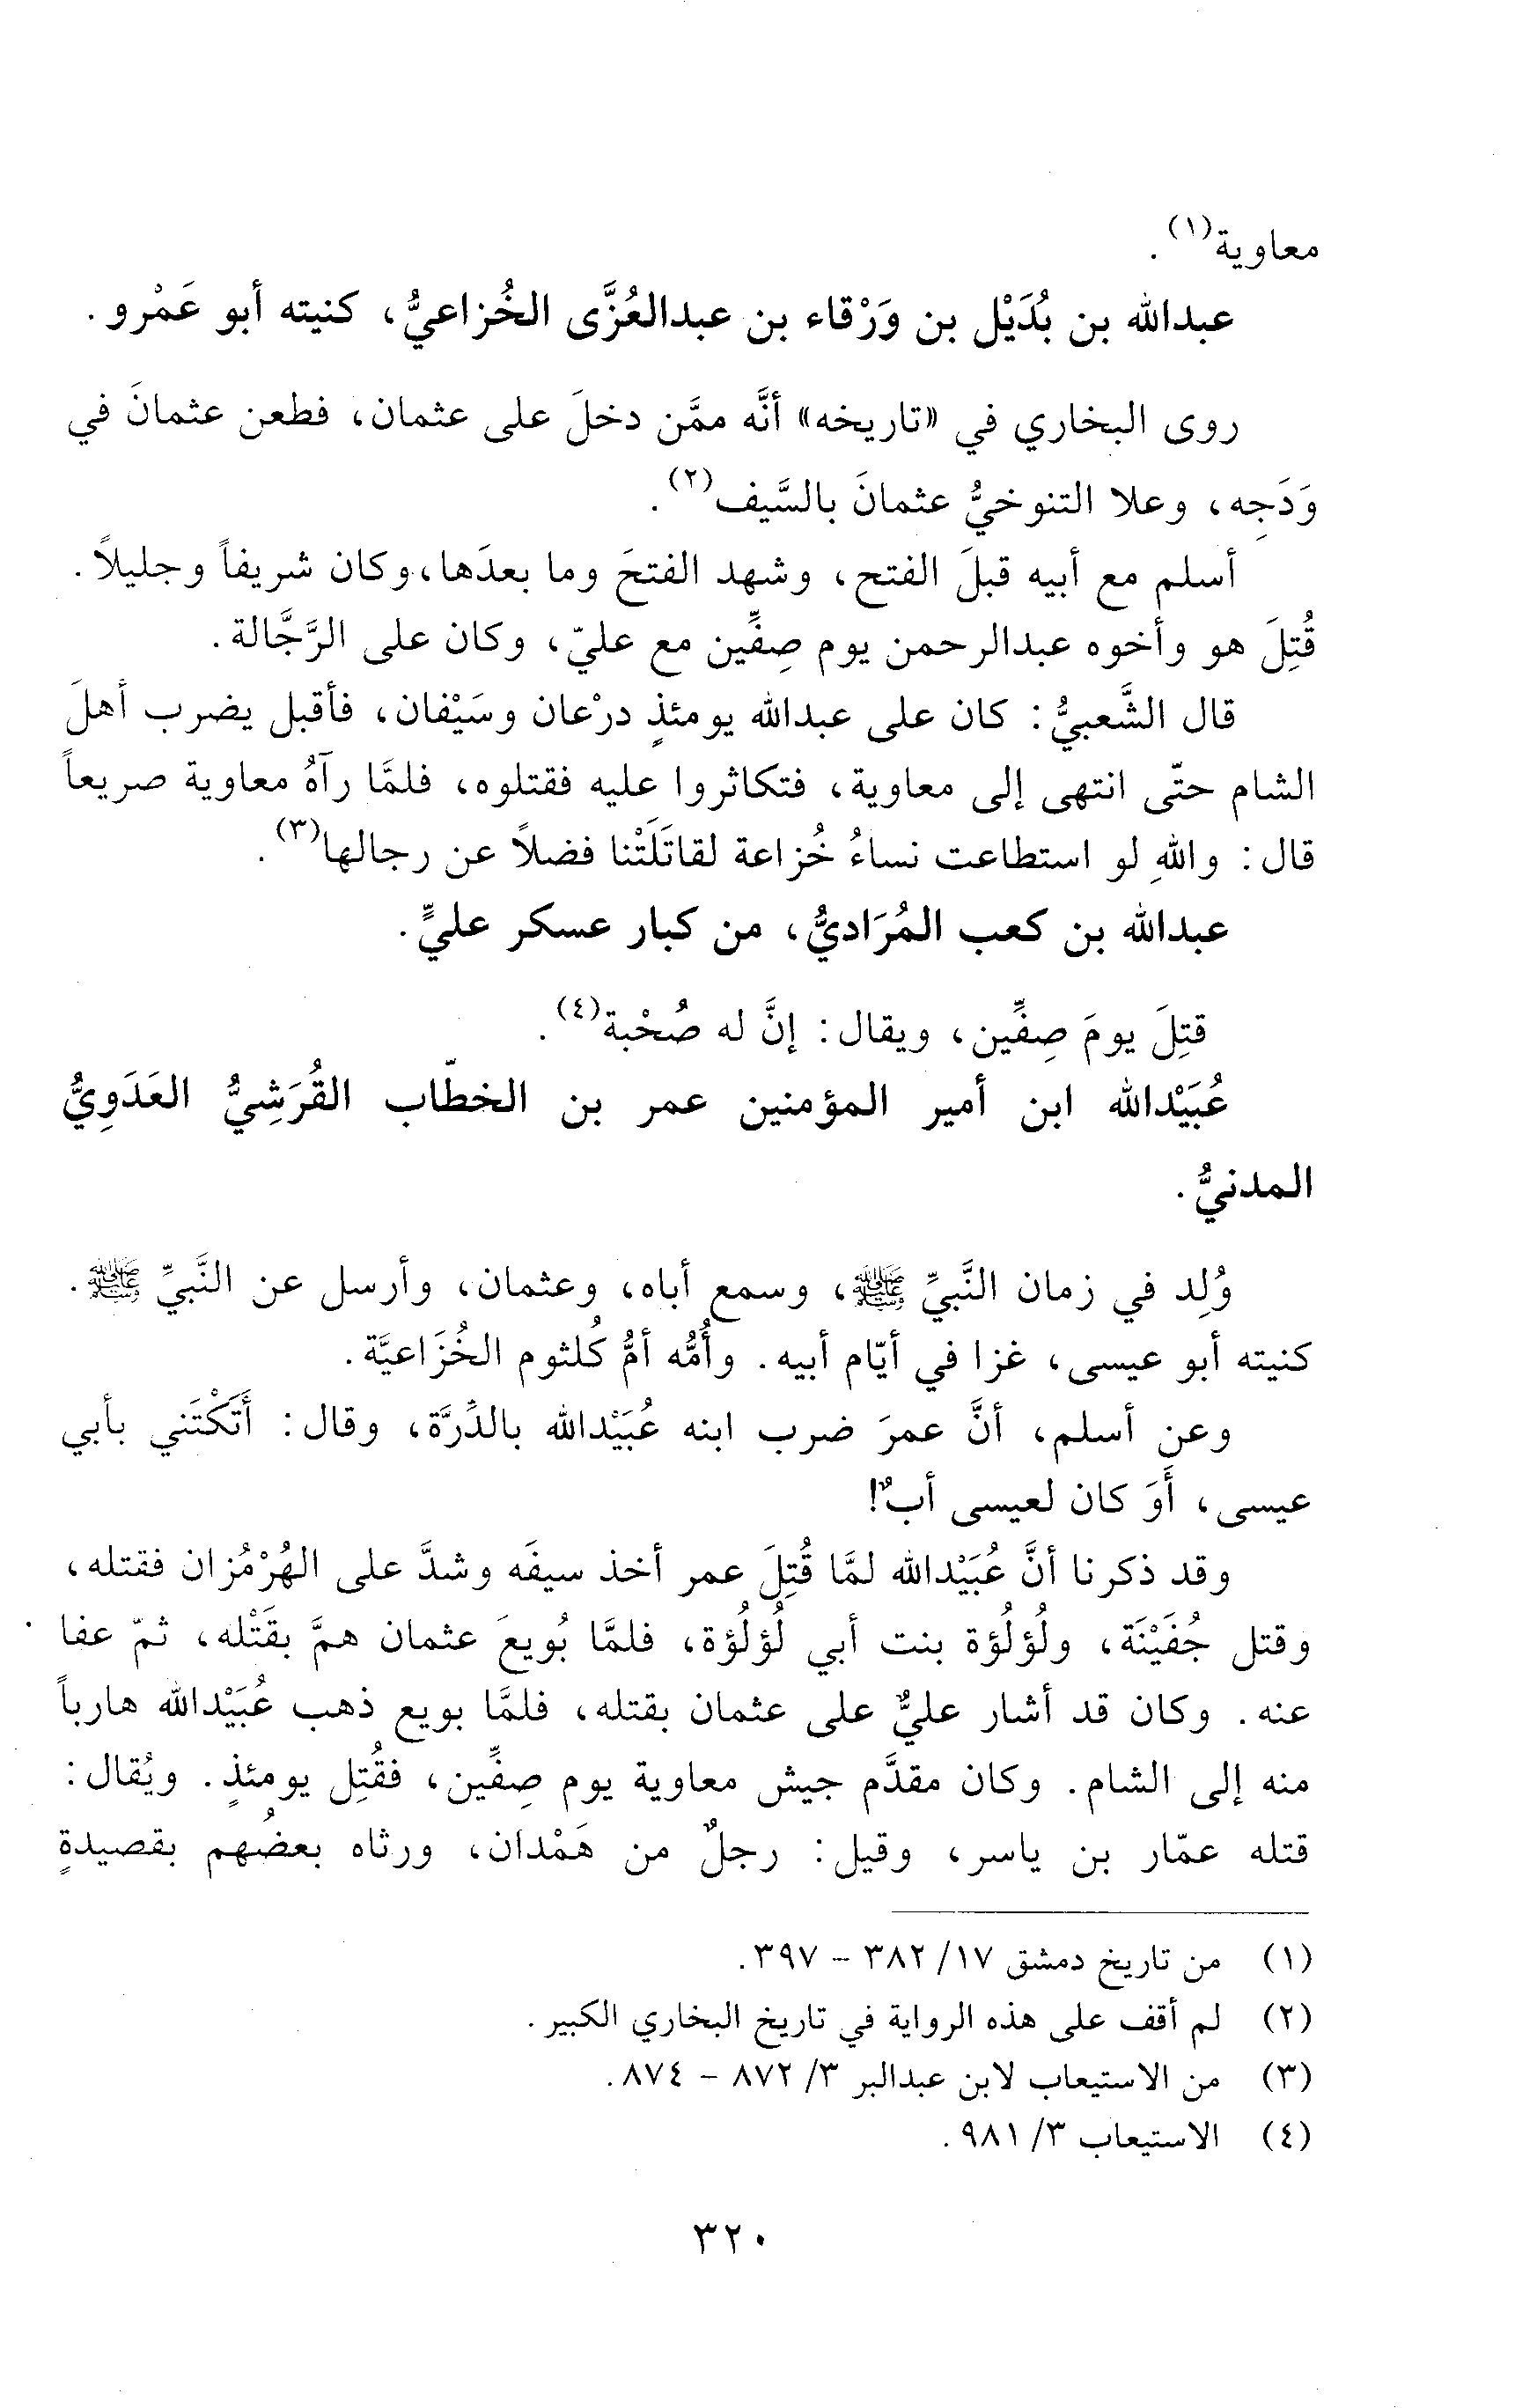 معاوية(١).
عبدالله بن بُدَيْل بن وَرْقاء بن عبدالعُزَّى الخُزاعيُّ، كنيته أبو عَمْرو.
روى البخاري في «تاريخه» أنَّه ممَّن دخلَ على عثمان، فطعن عثمانَ في
وَدَجِه، وعلا التنوخيُّ عثمانَ بالسَّيف(٢).
أسلم مع أبيه قبلَ الفتح، وشهد الفتحَ وما بعدَها،وكان شريفاً وجليلاً.
قُتِلَ هو وأخوه عبدالرحمن يوم صِفِّين مع عليّ، وكان على الرَّجَّالة.
قال الشَّعبيُّ: كان على عبدالله يومئذٍ درْعان وسَيْفان، فأقبل يضرب أهلَ
الشام حتّى انتهى إلى معاوية، فتكاثروا عليه فقتلوه، فلمَّا رآهُ معاوية صريعاً
قال: واللهِ لو استطاعت نساءُ خُزاعة لقاتَلَتْنا فضلاً عن رجالها(٣).
عبدالله بن كعب المُرَاديُّ، من كبار عسكر عليٍّ.
قتِلَ يومَ صِفِّين، ويقال: إنَّ له صُحْبة(٤).
عُبَيْدالله ابن أمير المؤمنين عمر بن الخطّاب القُرَشِيُّ العَدَوِيُّ
المدنيُّ.
وُلِد في زمان النَّبيِّ ﷺ، وسمع أباه، وعثمان، وأرسل عن النَّبيِّ ﷺ.
كنيته أبو عيسى، غزا في أيّام أبيه. وأُمُّه أمُّ كُلثوم الخُزَاعيَّة.
وعن أسلم، أنَّ عمرَ ضرب ابنه عُبَيْدالله بالدِّرَّة، وقال: أَتَكْتَني بأبي
عيسى، أَوَ كان لعيسى أبٌ!
وقد ذكرنا أنَّ عُبَيْدالله لمَّا قُتِلَ عمر أخذ سيفَه وشدَّ على الهُرْمُزان فقتله،
وقتل جُفَيْنَة، ولُؤلُؤة بنت أبي لُؤلُؤة، فلمَّا بُويعَ عثمان همَّ بقَتْله، ثمّ عفا
عنه. وكان قد أشار عليٌّ على عثمان بقتله، فلمَّا بويع ذهب عُبَيْدالله هارباً
منه إلى الشام. وكان مقدَّم جيش معاوية يوم صِفِّين، فقُتِل يومئذٍ. ويُقال:
قتله عمّار بن ياسر، وقيل: رجلٌ من هَمْدان، ورثاه بعضُهم بقصيدةٍ
(١) من تاريخ دمشق ١٧/ ٣٨٢ - ٣٩٧.
(٢) لم أقف على هذه الرواية في تاريخ البخاري الكبير.
(٣) من الاستيعاب لابن عبدالبر ٣/ ٨٧٢ - ٨٧٤.
(٤) الاستيعاب ٣/ ٩٨١.
٣٢٠